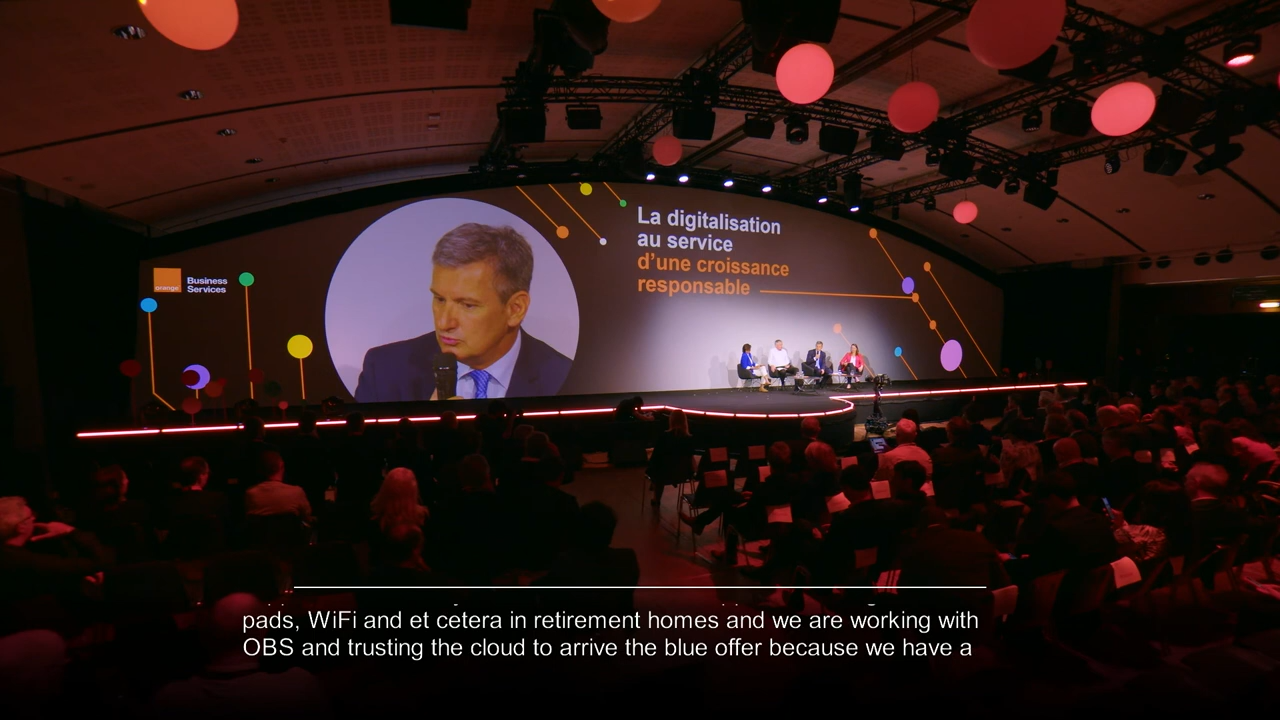 La digitalisation
au service
d'une croissance
responsable
orange
Business
Services
pads, WiFi and et cetera in retirement homes and we are working with
OBS and trusting the cloud to arrive the blue offer because we have a